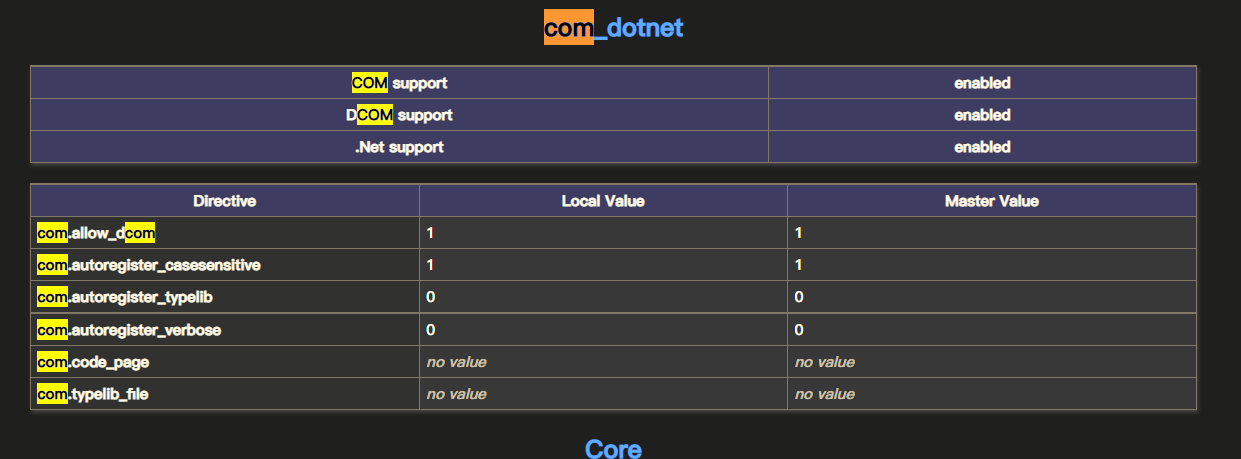 com_dotnet
COM support enabled
DCOM support enabled
.Net support enabled
Directive Local Value Master Value
com.allow_dcom 1 1
com.autoregister_casesensitive 1 1
com.autoregister_typelib 0 0
com.autoregister_verbose 0 0
com.code_page no value no value
com.typelib_file no value no value
Core